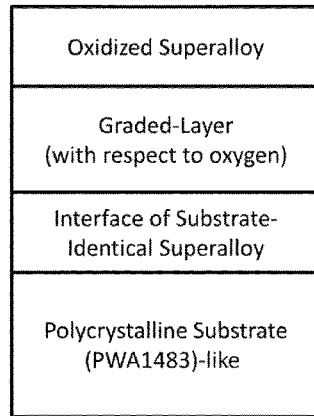 Oxidized Superalloy
Graded-Layer
(with respect to oxygen)
Interface of Substrate-
Identical Superalloy
Polycrystalline Substrate
(PWA1483)-like